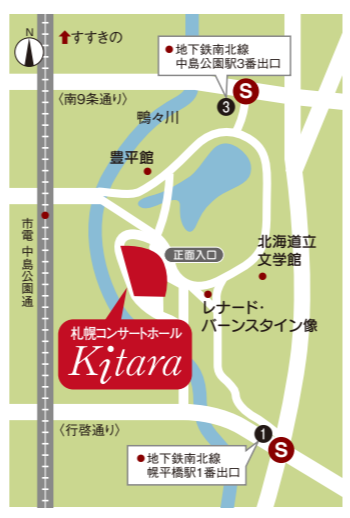 N
すすきの
地下鉄南北線
中島公園駅3番出口
S
3
〈南9条通り〉
鴨々川
豊平館
市電 中島公園通
正面入口
北海道立
文学館
レナード・
バーンスタイン像
札幌コンサートホール
Kitara
〈行啓通り〉
1
S
地下鉄南北線
幌平橋駅1番出口